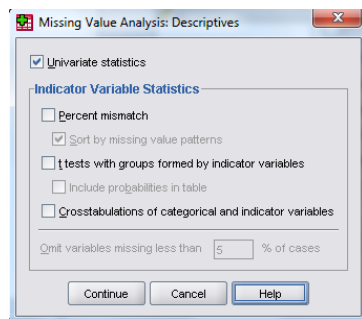 Missing Value Analysis: Descriptives
Univariate statistics
Indicator Variable Statistics
Percent mismatch
Sort by missing value patterns
t tests with groups formed by indicator variables
Include probabilities in table
Crosstabulations of categorical and indicator variables
Omit variables missing less than 5 % of cases
Continue Cancel Help